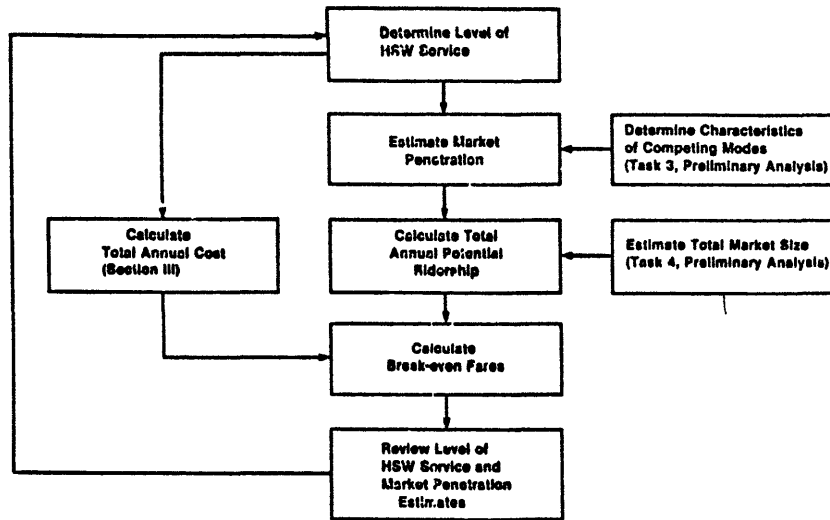 Determine Level of
HSW Service
Estimate Market
Penetration
Determine Characteristics
of Competing Modes
(Task 3, Preliminary Analysis)
Calculate
Total Annual Cost
(Section III)
Calculate Total
Annual Potential
Ridership
Estimate Total Market Size
(Task 4, Preliminary Analysis)
Calculate
Break-even Fares
Review Level of
HSW Service and
Market Penetration
Estimates